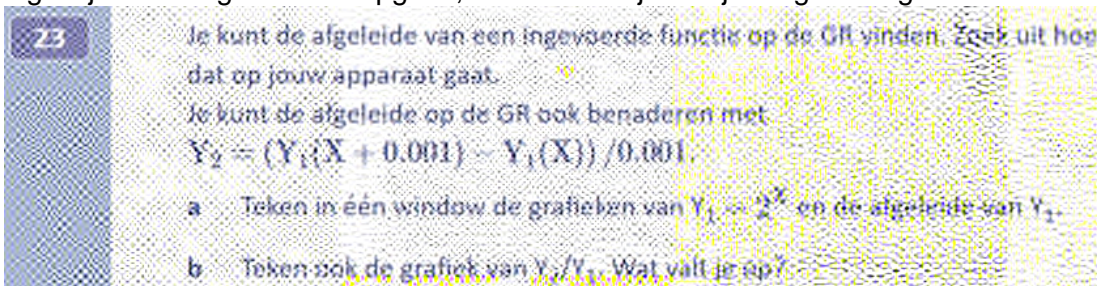 23 Je kunt de afgeleide van een ingevoerde functie op de GR vinden. Zoek uit hoe
dat op jouw apparaat gaat.
Je kunt de afgeleide op de GR ook benaderen met
Y₂ = (Y₁(X + 0.001) − Y₁(X)) /0.001.
a Teken in één window de grafieken van Y₁ = 2ˣ en de afgeleide van Y₁.
b Teken ook de grafiek van Wat valt je op?